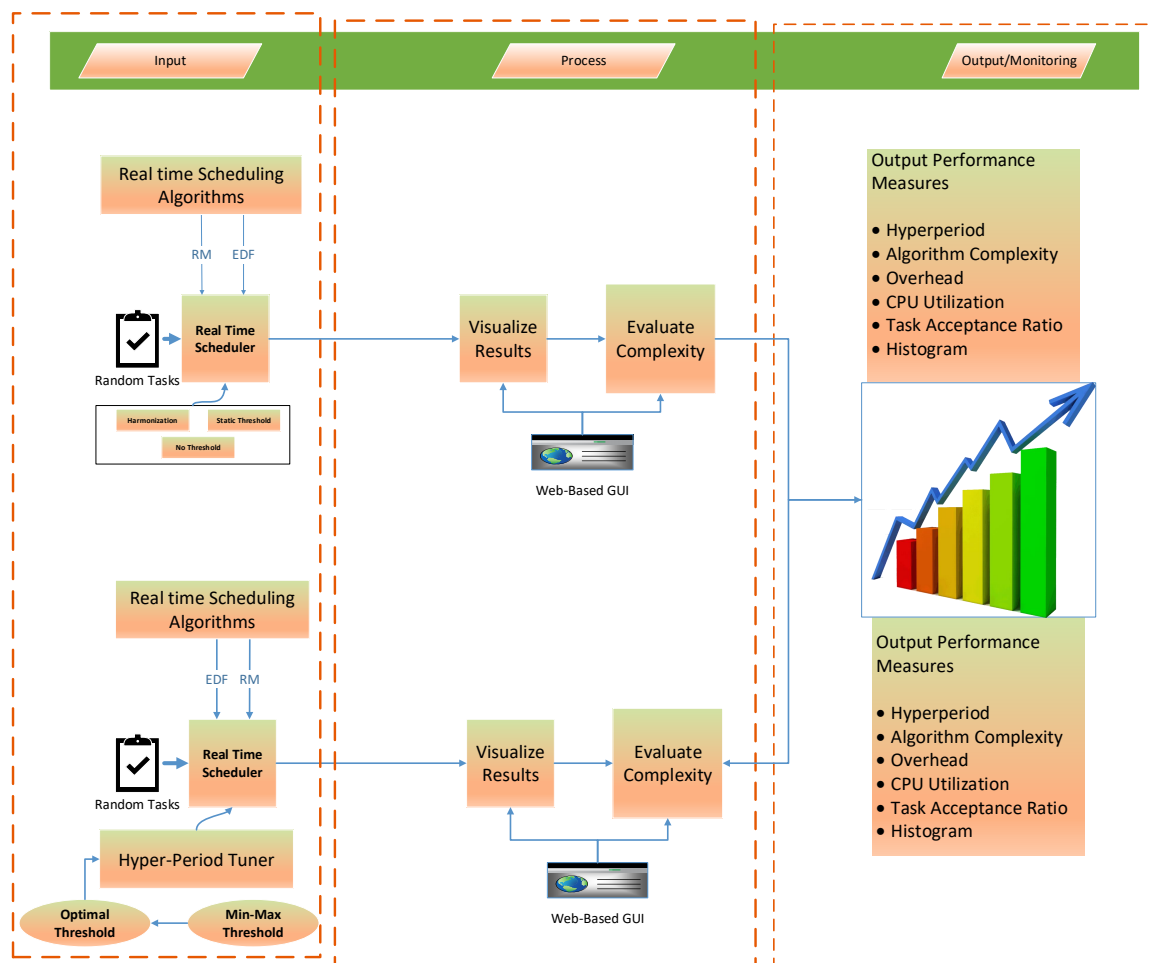 Input
Process
Output/Monitoring
Real time Scheduling
Algorithms
RM
EDF
Random Tasks
Real Time
Scheduler
Harmonization
Static Threshold
No Threshold
Visualize
Results
Evaluate
Complexity
Web-Based GUI
Output Performance
Measures
• Hyperperiod
• Algorithm Complexity
• Overhead
• CPU Utilization
• Task Acceptance Ratio
• Histogram
Real time Scheduling
Algorithms
EDF
RM
Random Tasks
Real Time
Scheduler
Hyper-Period Tuner
Optimal
Threshold
Min-Max
Threshold
Visualize
Results
Evaluate
Complexity
Web-Based GUI
Output Performance
Measures
• Hyperperiod
• Algorithm Complexity
• Overhead
• CPU Utilization
• Task Acceptance Ratio
• Histogram